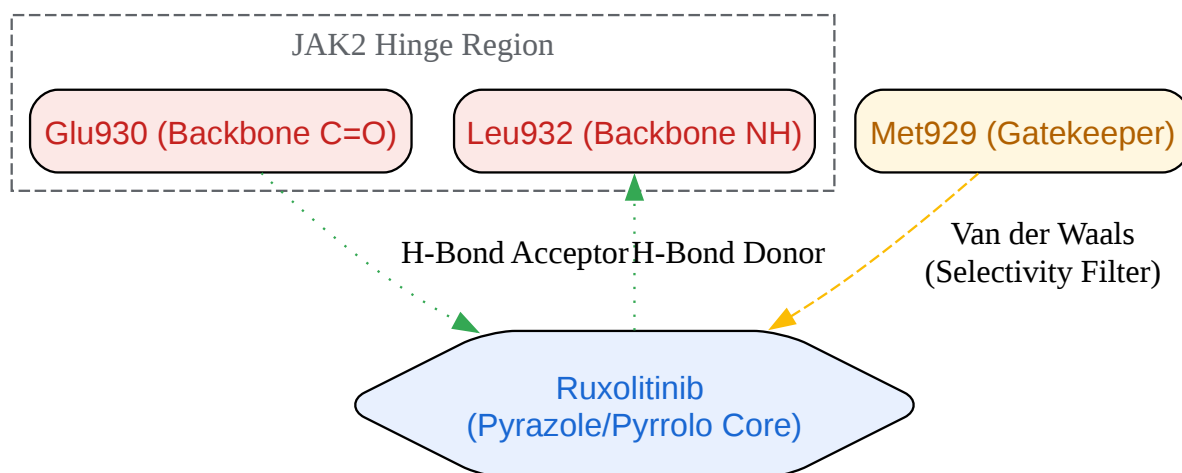 JAK2 Hinge Region
Glu930 (Backbone C=O)
Leu932 (Backbone NH)
Met929 (Gatekeeper)
H-Bond Acceptor
H-Bond Donor
Van der Waals
(Selectivity Filter)
Ruxolitinib
(Pyrazole/Pyrrolo Core)